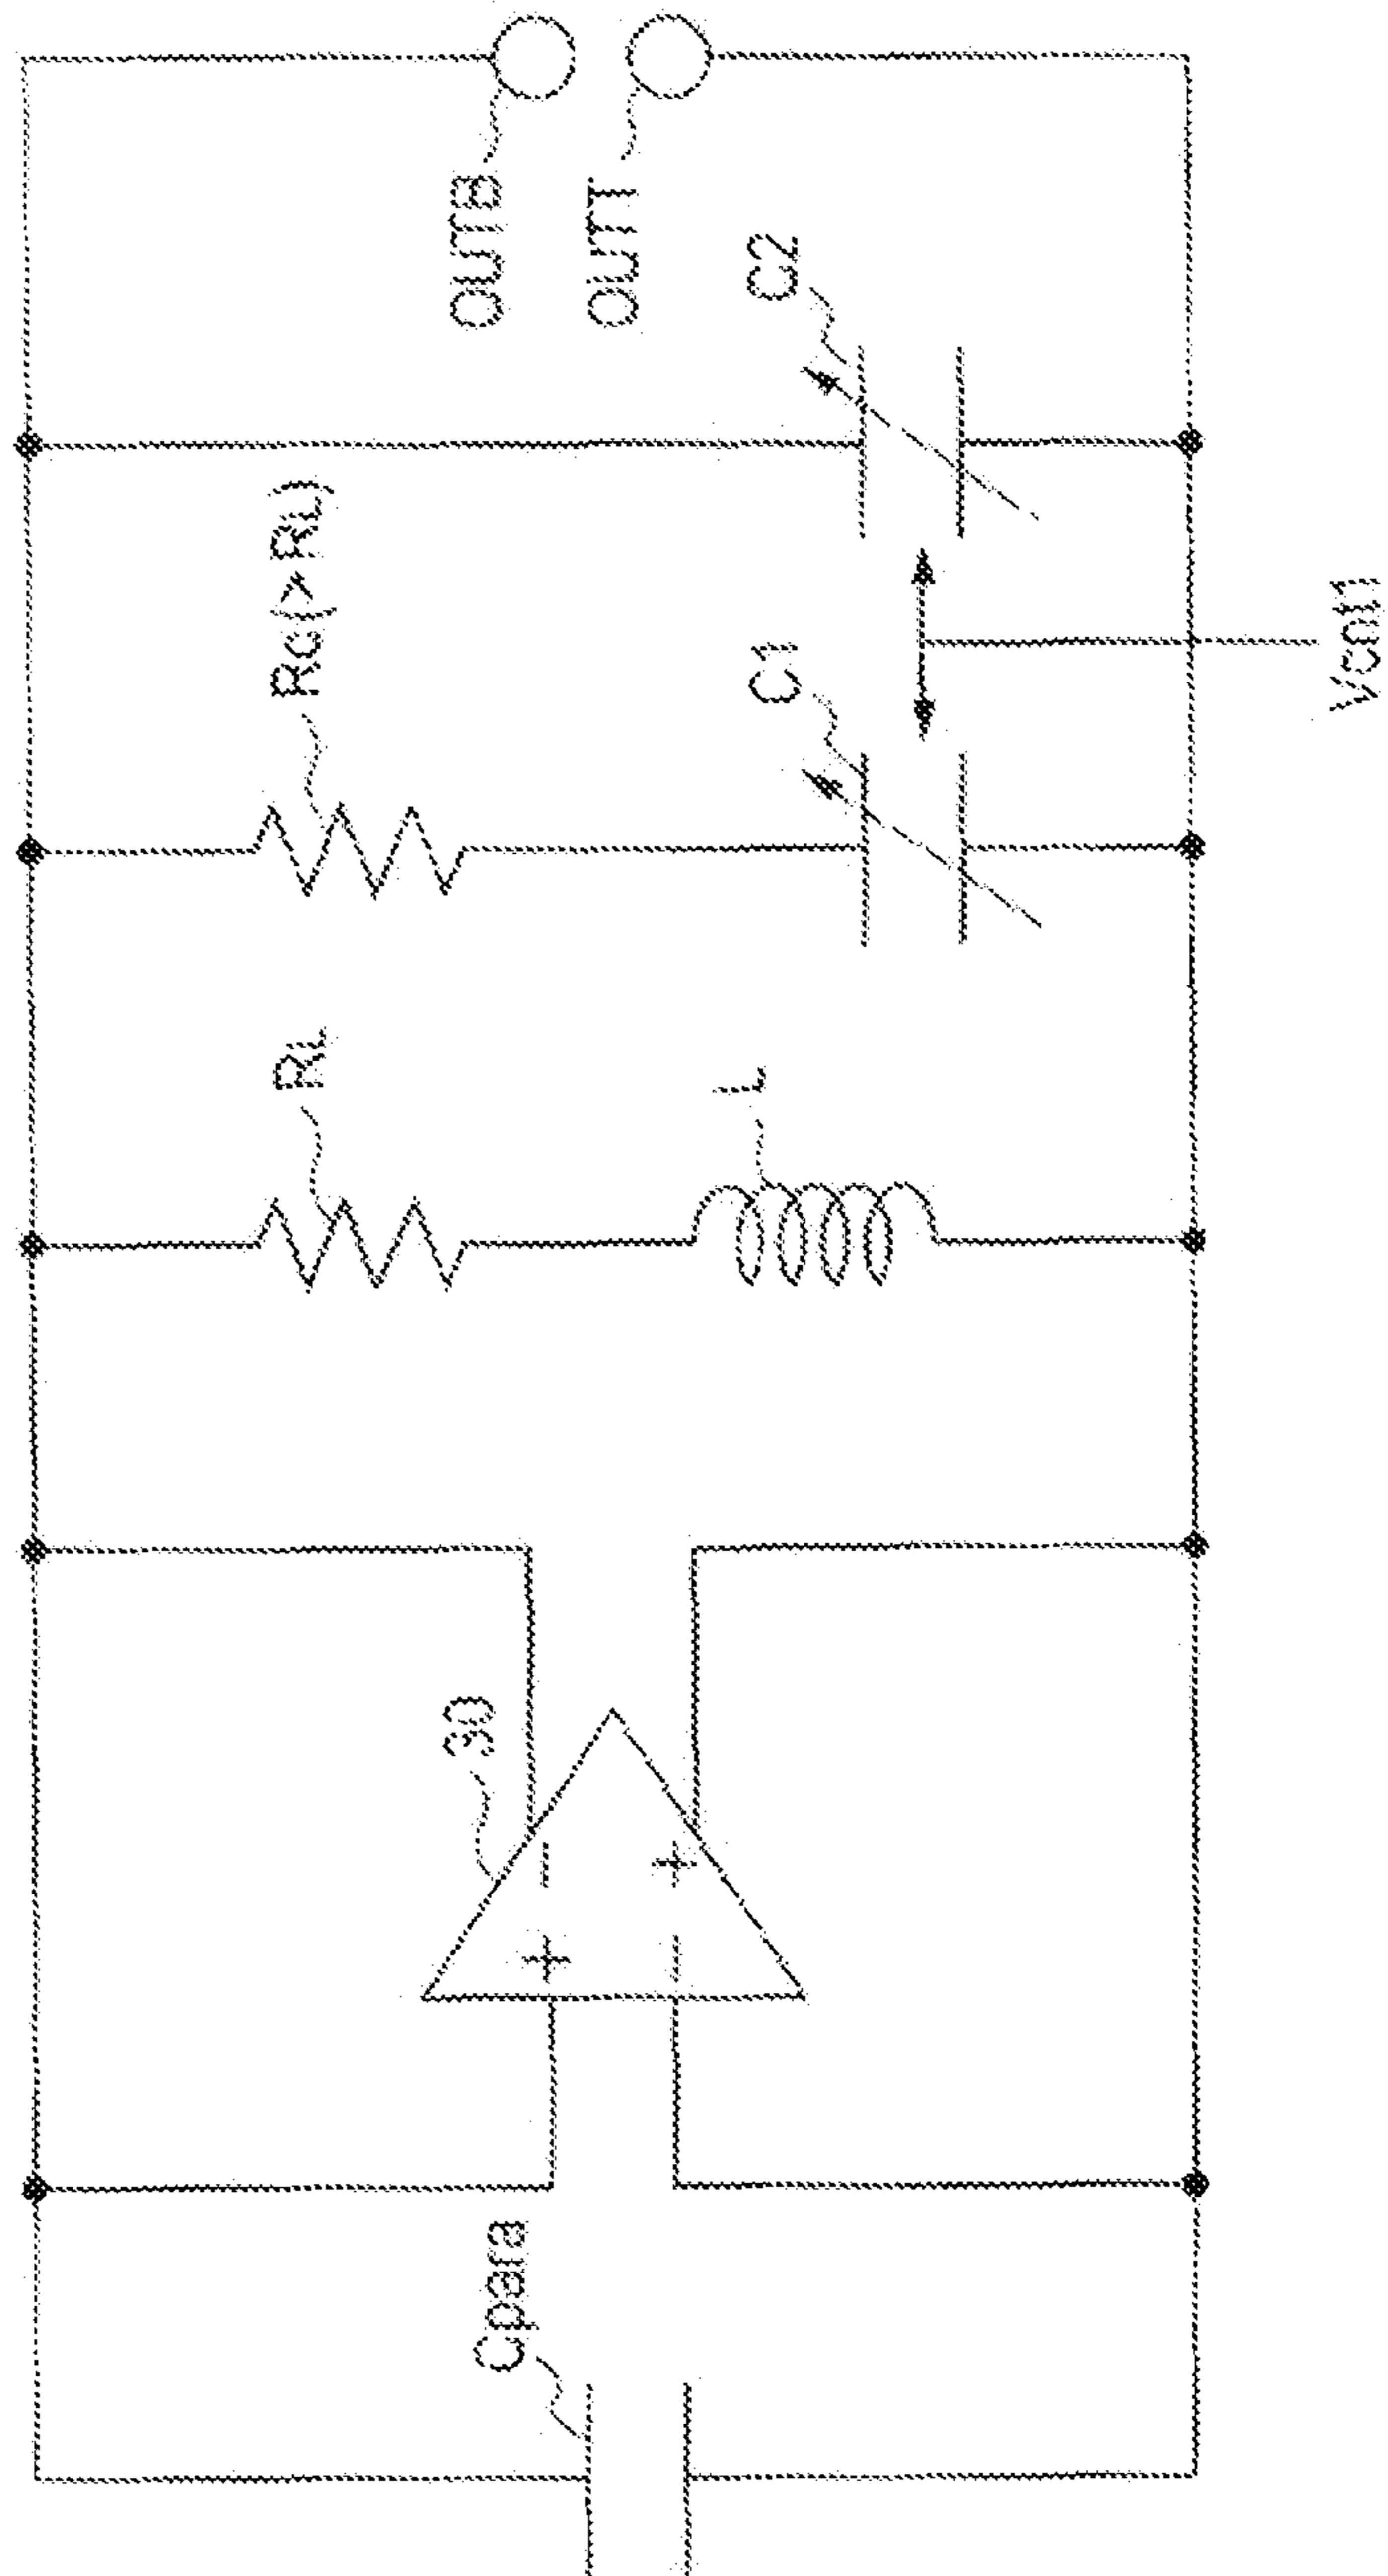 Cpara
30
+ −
− +
RL
L
Rc(>RL)
C1
C2
OUTB
OUTT
Vcnt1